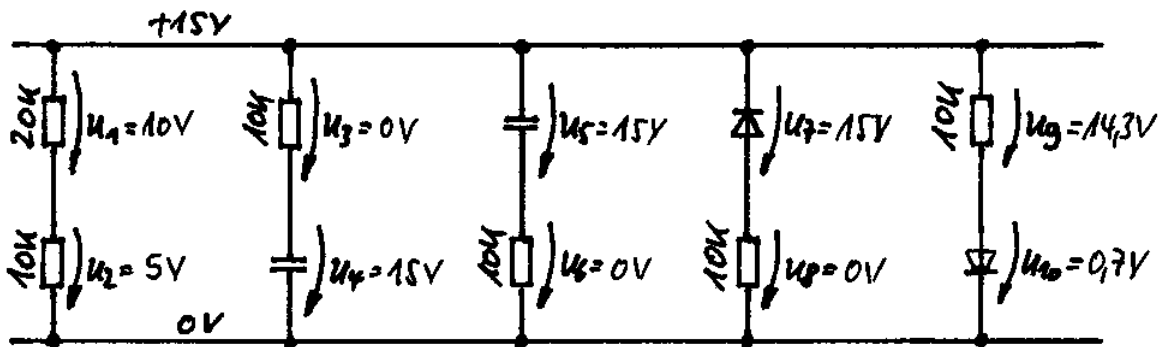 +15V
20k
U1=10V
10k
U3=0V
U5=15V
U7=15V
10k
U9=14,3V
10k
U2=5V
U4=15V
10k
U6=0V
10k
U8=0V
U10=0,7V
0V